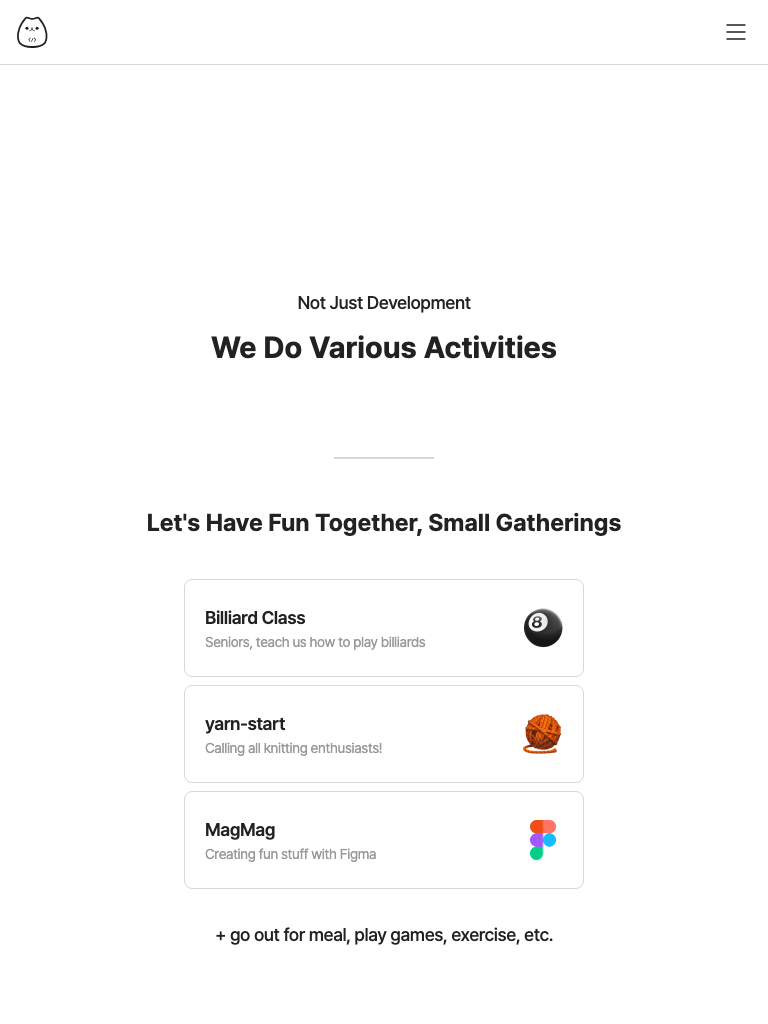 Not Just Development
We Do Various Activities
Let's Have Fun Together, Small Gatherings
Billiard Class
Seniors, teach us how to play billiards
8
yarn-start
Calling all knitting enthusiasts!
MagMag
Creating fun stuff with Figma
+ go out for meal, play games, exercise, etc.